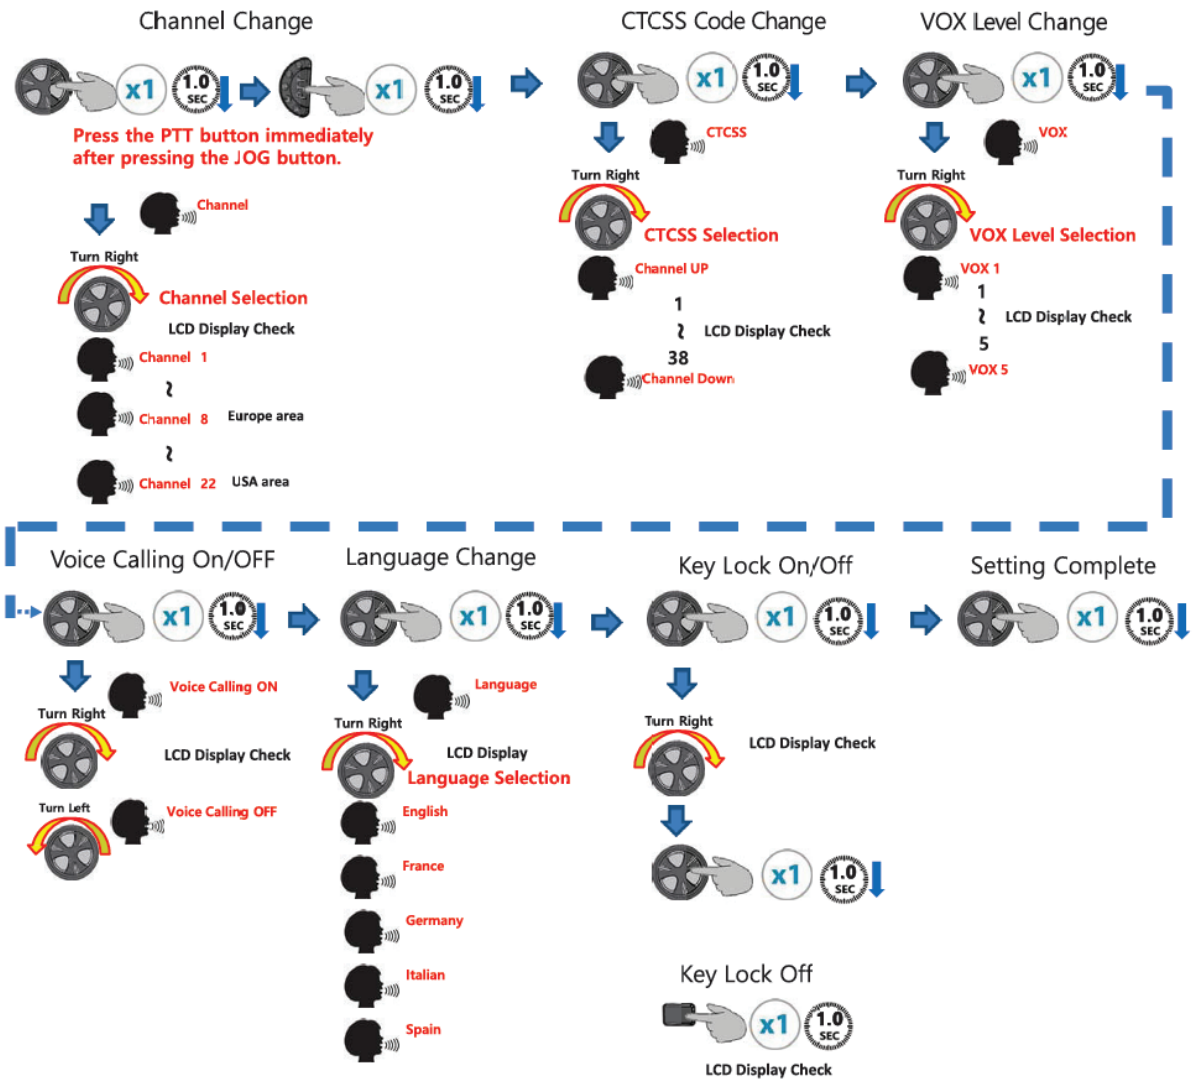 Channel Change
x1
1.0
SEC
x1
1.0
SEC
Press the PTT button immediately
after pressing the JOG button.
Channel
Turn Right
Channel Selection
LCD Display Check
Channel 1
~
Channel 8 Europe area
~
Channel 22 USA area
CTCSS Code Change
x1
1.0
SEC
CTCSS
Turn Right
CTCSS Selection
Channel UP
1
~ LCD Display Check
38
Channel Down
VOX Level Change
x1
1.0
SEC
VOX
Turn Right
VOX Level Selection
VOX 1
1
~ LCD Display Check
5
VOX 5
Voice Calling On/OFF
x1
1.0
SEC
Voice Calling ON
Turn Right
LCD Display Check
Turn Left
Voice Calling OFF
Language Change
x1
1.0
SEC
Language
Turn Right
LCD Display
Language Selection
English
France
Germany
Italian
Spain
Key Lock On/Off
x1
1.0
SEC
Turn Right
LCD Display Check
x1
1.0
SEC
Key Lock Off
x1
1.0
SEC
LCD Display Check
Setting Complete
x1
1.0
SEC